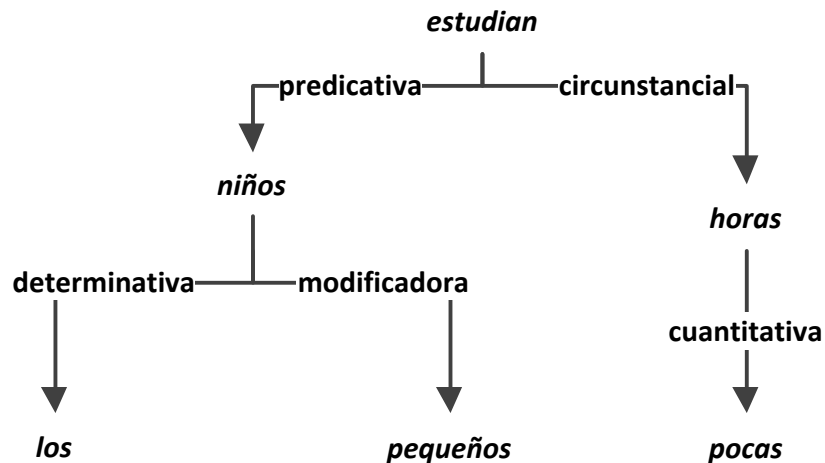 estudian
predicativa circunstancial
niños
horas
determinativa modificadora
cuantitativa
los pequeños pocas